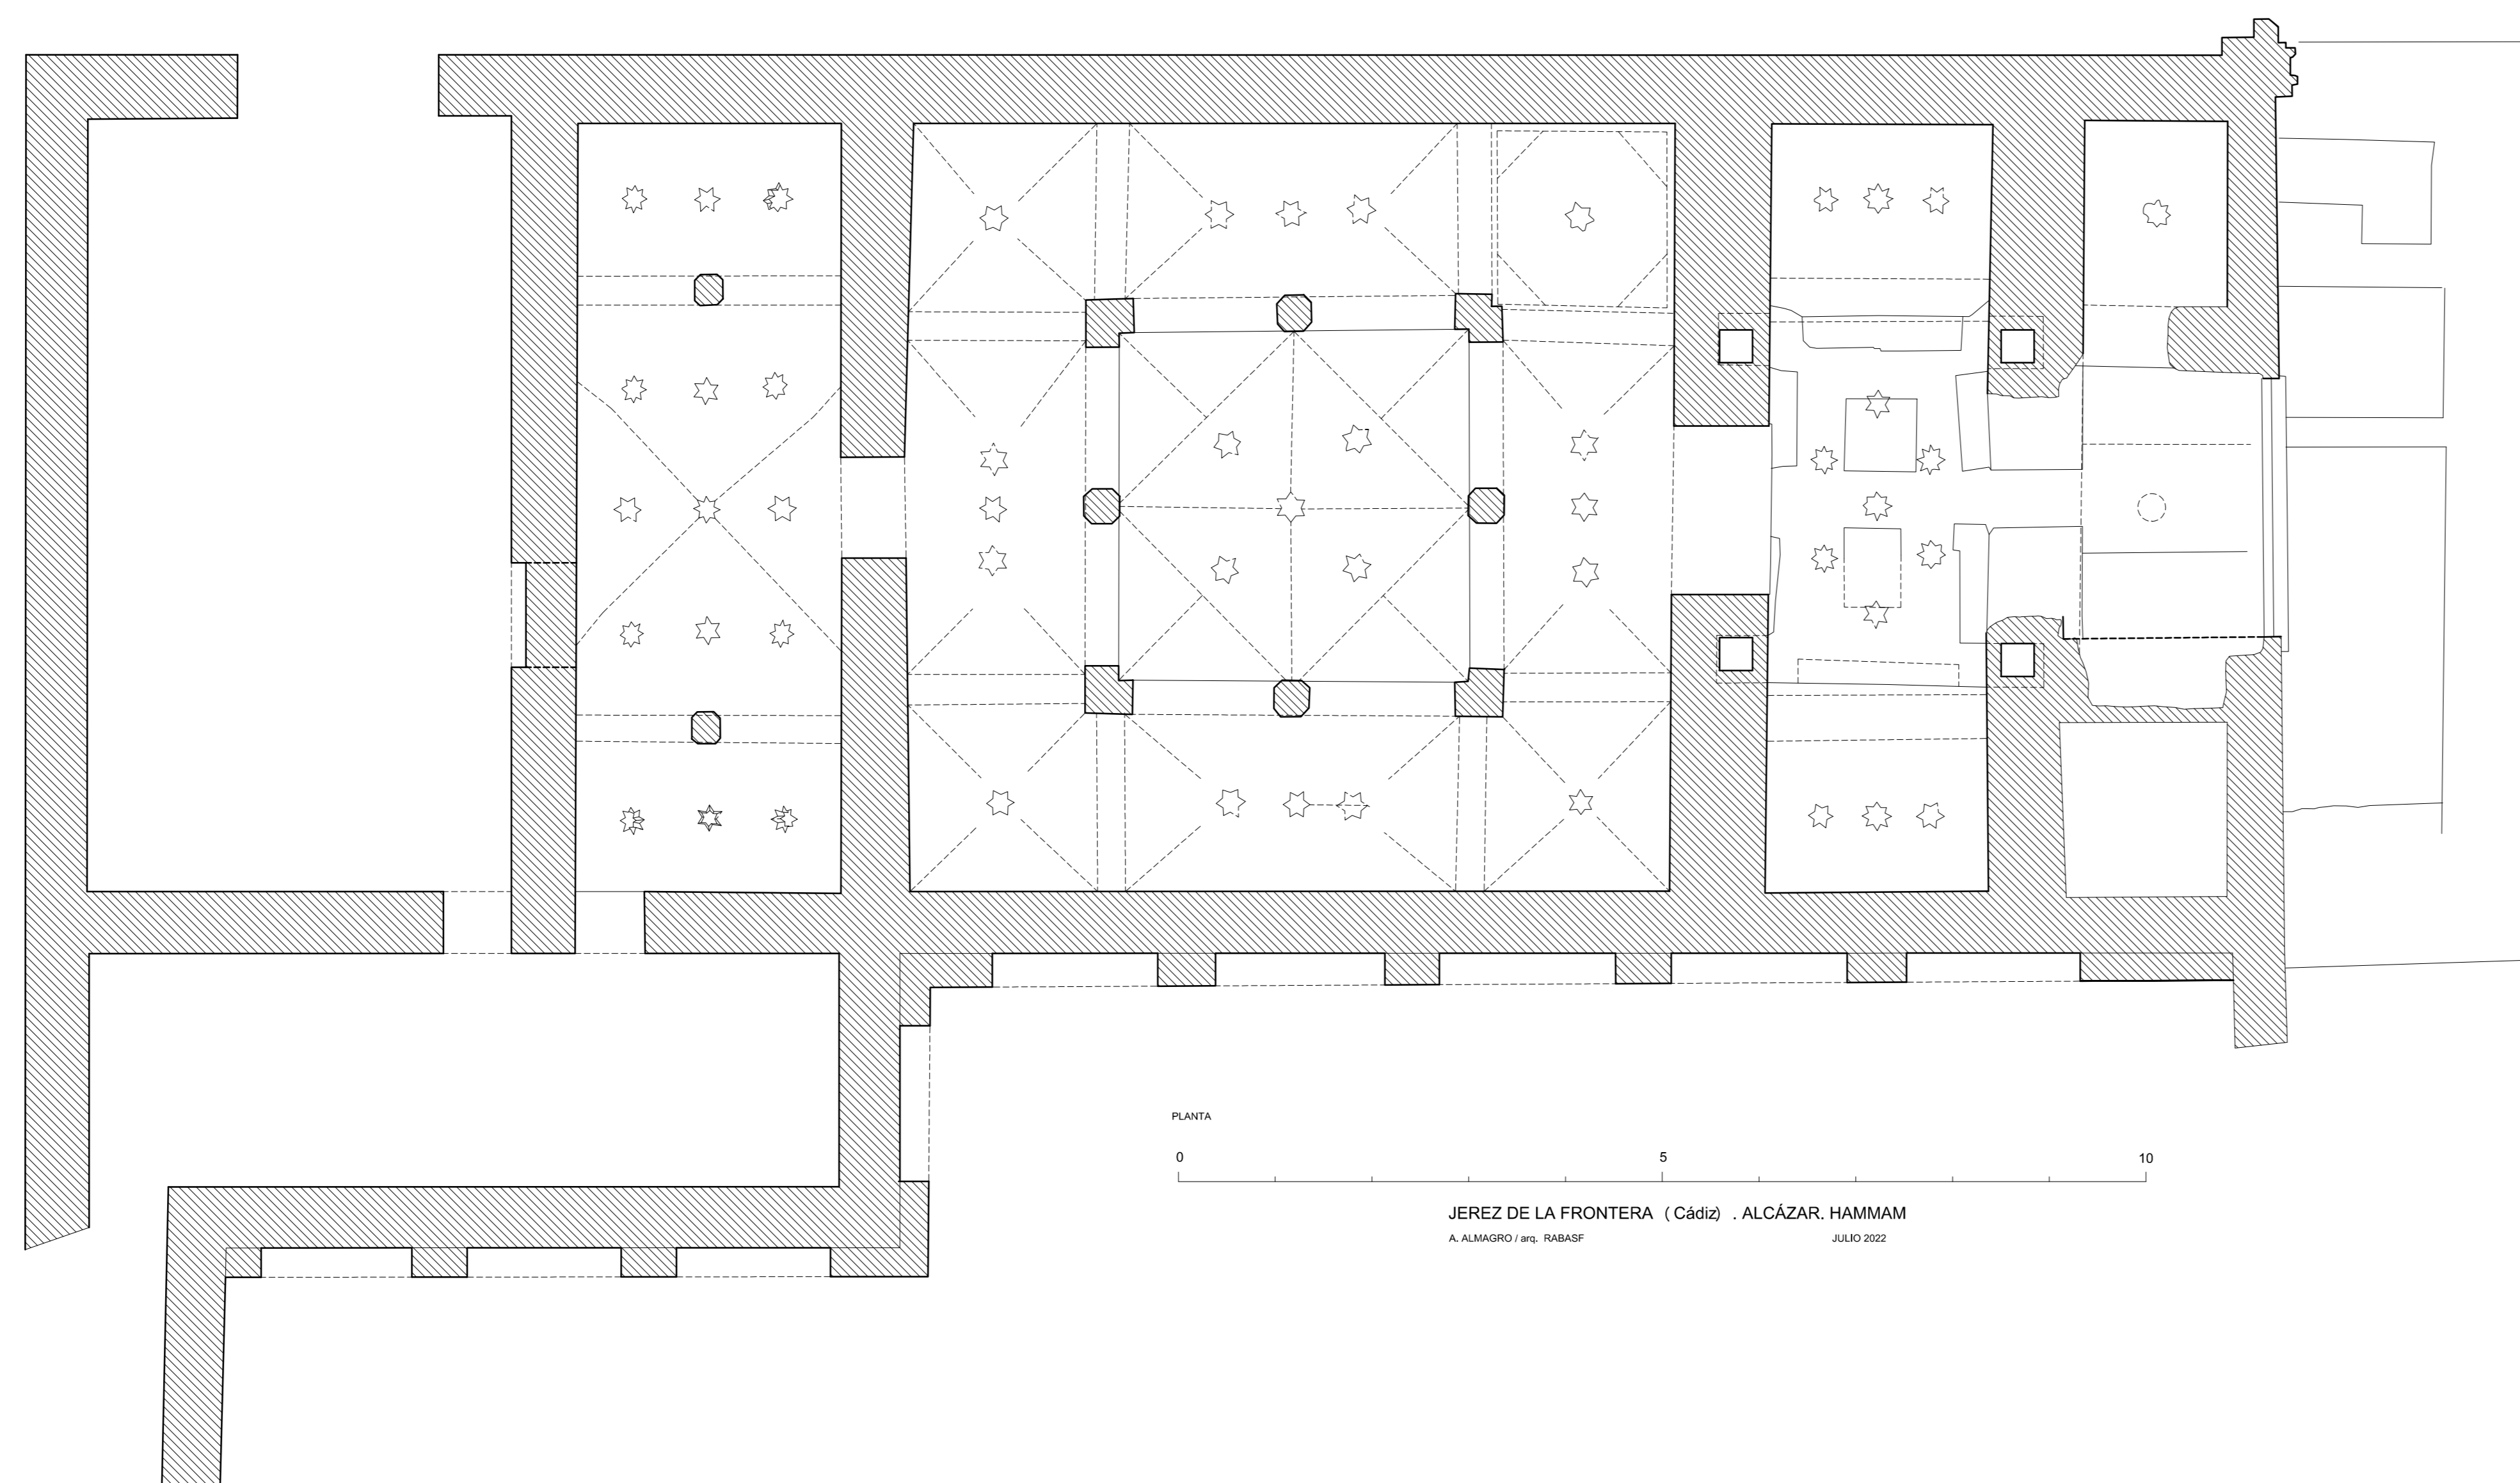 PLANTA
0 5 10
JEREZ DE LA FRONTERA ( Cádiz) . ALCÁZAR. HAMMAM
A. ALMAGRO / arq. RABASF JULIO 2022